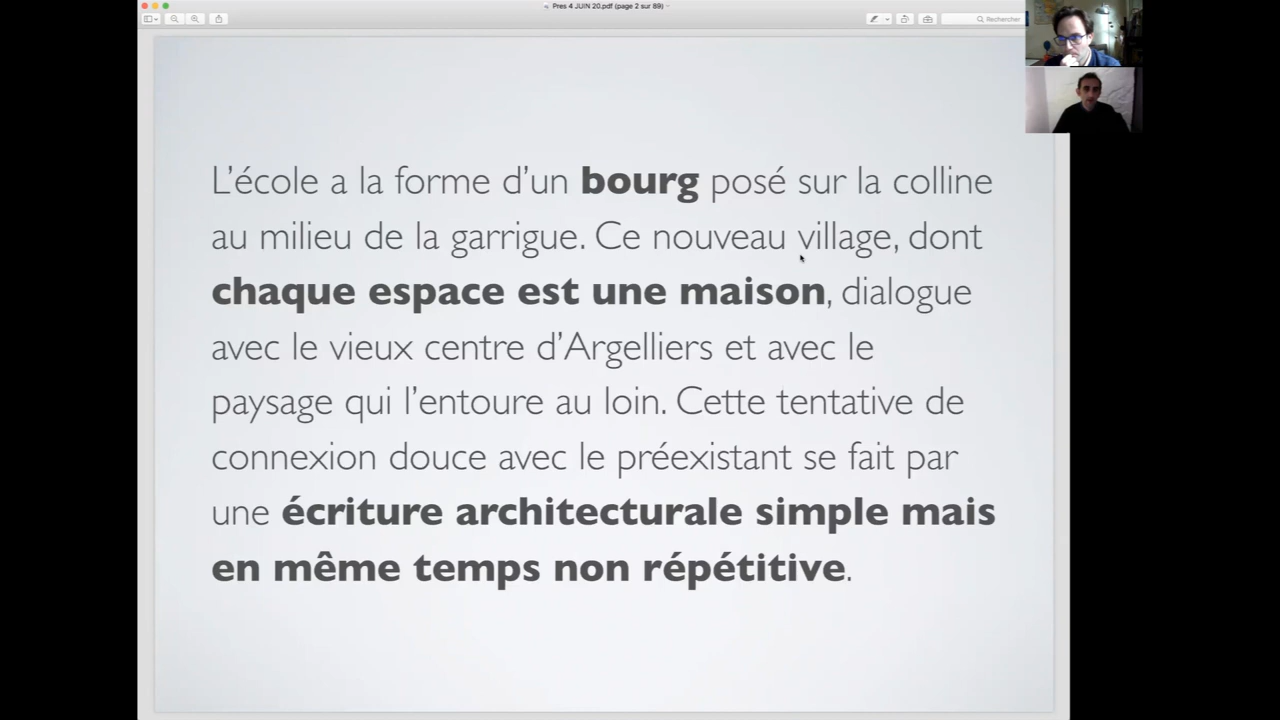 Pres 4 JUIN 20.pdf (page 2 sur 89)
Rechercher
L'école a la forme d'un bourg posé sur la colline
au milieu de la garrigue. Ce nouveau village, dont
chaque espace est une maison, dialogue
avec le vieux centre d'Argelliers et avec le
paysage qui l'entoure au loin. Cette tentative de
connexion douce avec le préexistant se fait par
une écriture architecturale simple mais
en même temps non répétitive.